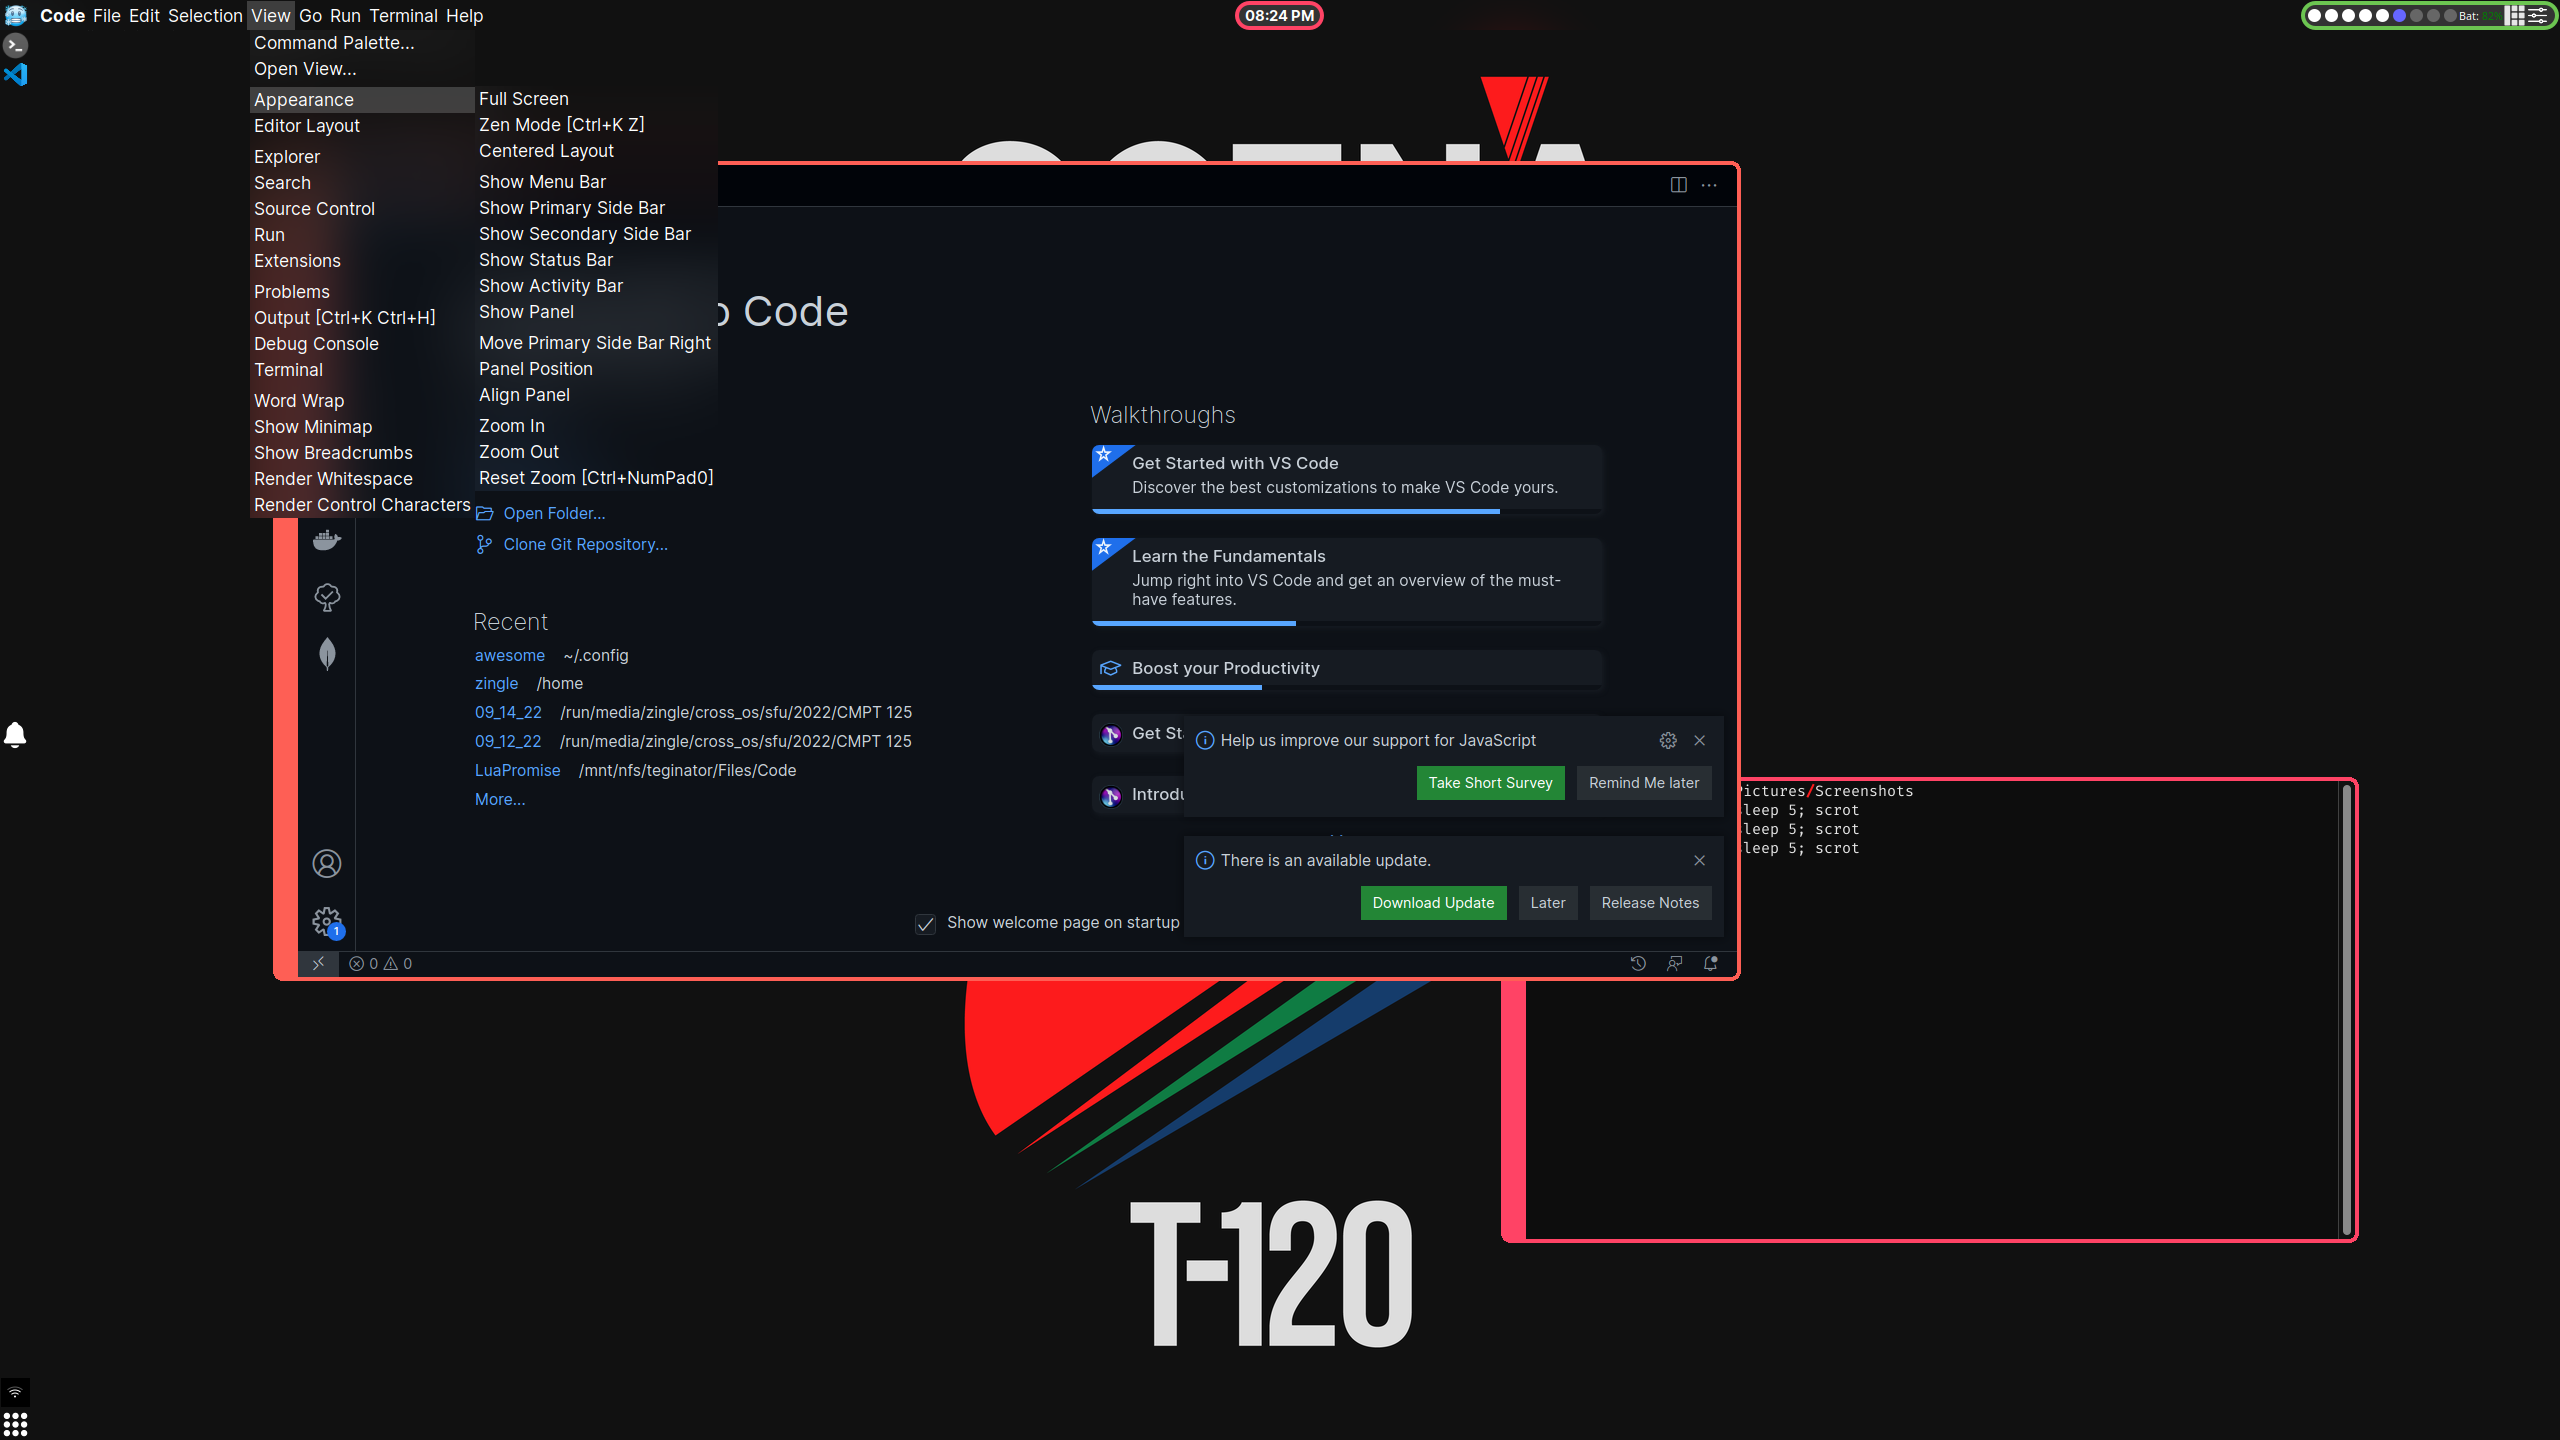 Code File Edit Selection View Go Run Terminal Help
08:24 PM
Bat: 82%
Command Palette...
Open View...
Appearance
Editor Layout
Explorer
Search
Source Control
Run
Extensions
Problems
Output [Ctrl+K Ctrl+H]
Debug Console
Terminal
Word Wrap
Show Minimap
Show Breadcrumbs
Render Whitespace
Render Control Characters
Full Screen
Zen Mode [Ctrl+K Z]
Centered Layout
Show Menu Bar
Show Primary Side Bar
Show Secondary Side Bar
Show Status Bar
Show Activity Bar
Show Panel
Move Primary Side Bar Right
Panel Position
Align Panel
Zoom In
Zoom Out
Reset Zoom [Ctrl+NumPad0]
Code
Open Folder...
Clone Git Repository...
Recent
awesome ~/.config
zingle /home
09_14_22 /run/media/zingle/cross_os/sfu/2022/CMPT 125
09_12_22 /run/media/zingle/cross_os/sfu/2022/CMPT 125
LuaPromise /mnt/nfs/teginator/Files/Code
More...
Walkthroughs
Get Started with VS Code
Discover the best customizations to make VS Code yours.
Learn the Fundamentals
Jump right into VS Code and get an overview of the must-
have features.
Boost your Productivity
Get Sta
Introdu
Help us improve our support for JavaScript
Take Short Survey
Remind Me later
There is an available update.
Download Update
Later
Release Notes
Show welcome page on startup
1
0 0
ictures/Screenshots
leep 5; scrot
leep 5; scrot
leep 5; scrot
T-120